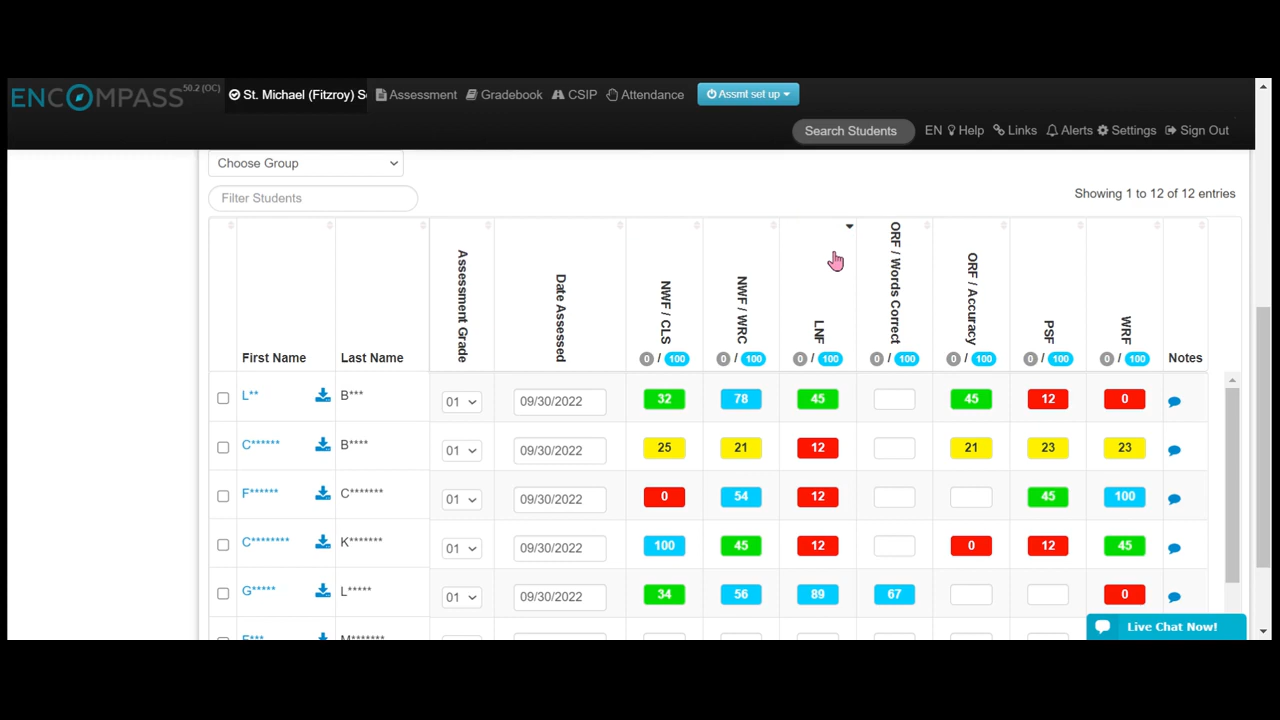 ENCOMPASS 50.2 (OC) St. Michael (Fitzroy) S Assessment Gradebook CSIP Attendance Assmt set up
Search Students EN Help Links Alerts Settings Sign Out
Choose Group
Filter Students Showing 1 to 12 of 12 entries
First Name Last Name Assessment Grade Date Assessed NWF / CLS NWF / WRC LNF ORF / Words Correct ORF / Accuracy PSF WRF Notes
0 / 100 0 / 100 0 / 100 0 / 100 0 / 100 0 / 100 0 / 100
L** B*** 01 09/30/2022 32 78 45 45 12 0
C****** B**** 01 09/30/2022 25 21 12 21 23 23
F****** C******* 01 09/30/2022 0 54 12 45 100
C******** K******* 01 09/30/2022 100 45 12 0 12 45
G***** L***** 01 09/30/2022 34 56 89 67 0
M*******
Live Chat Now!